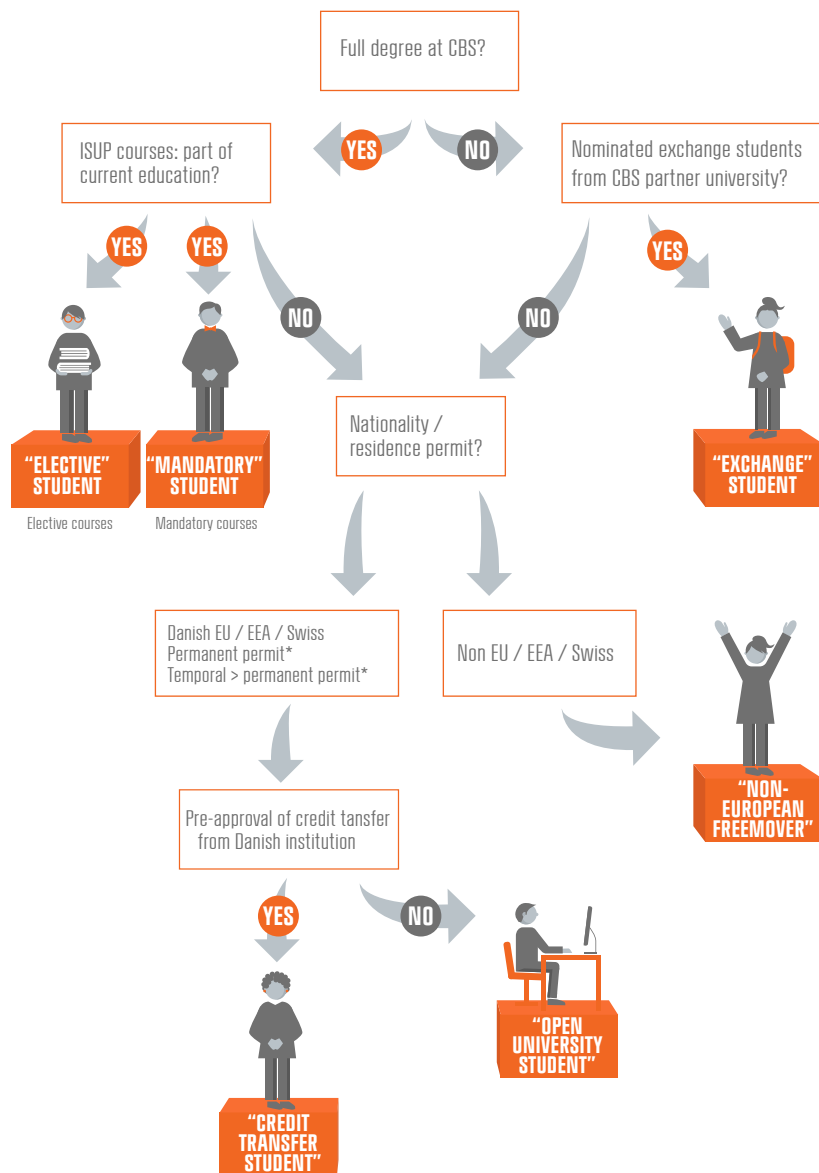 Full degree at CBS?
ISUP courses: part of
current education?
YES
NO
Nominated exchange students
from CBS partner university?
YES
YES
NO
NO
YES
"ELECTIVE"
STUDENT
Elective courses
"MANDATORY"
STUDENT
Mandatory courses
Nationality /
residence permit?
"EXCHANGE"
STUDENT
Danish EU / EEA / Swiss
Permanent permit*
Temporal > permanent permit*
Non EU / EEA / Swiss
"NON-
EUROPEAN
FREEMOVER"
Pre-approval of credit tansfer
from Danish institution
YES
NO
"OPEN
UNIVERSITY
STUDENT"
"CREDIT
TRANSFER
STUDENT"